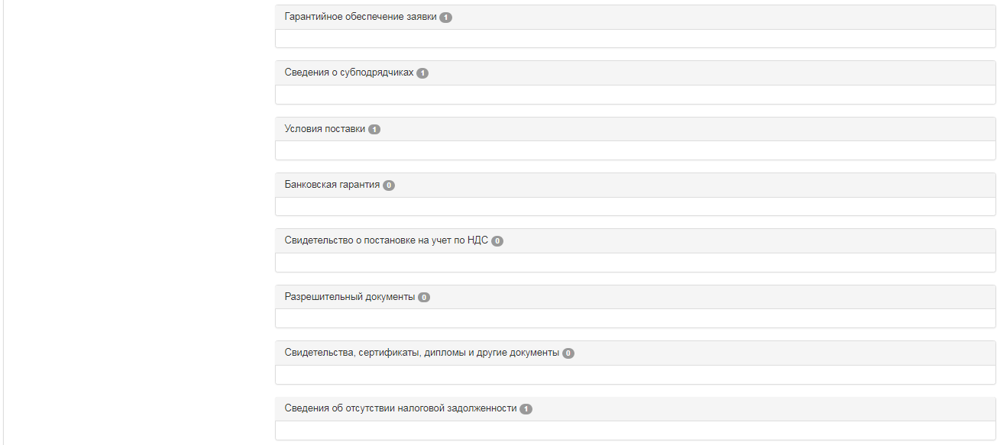 Гарантийное обеспечение заявки 1
Сведения о субподрядчиках 1
Условия поставки 1
Банковская гарантия 0
Свидетельство о постановке на учет по НДС 0
Разрешительный документы 0
Свидетельства, сертификаты, дипломы и другие документы 0
Сведения об отсутствии налоговой задолженности 1